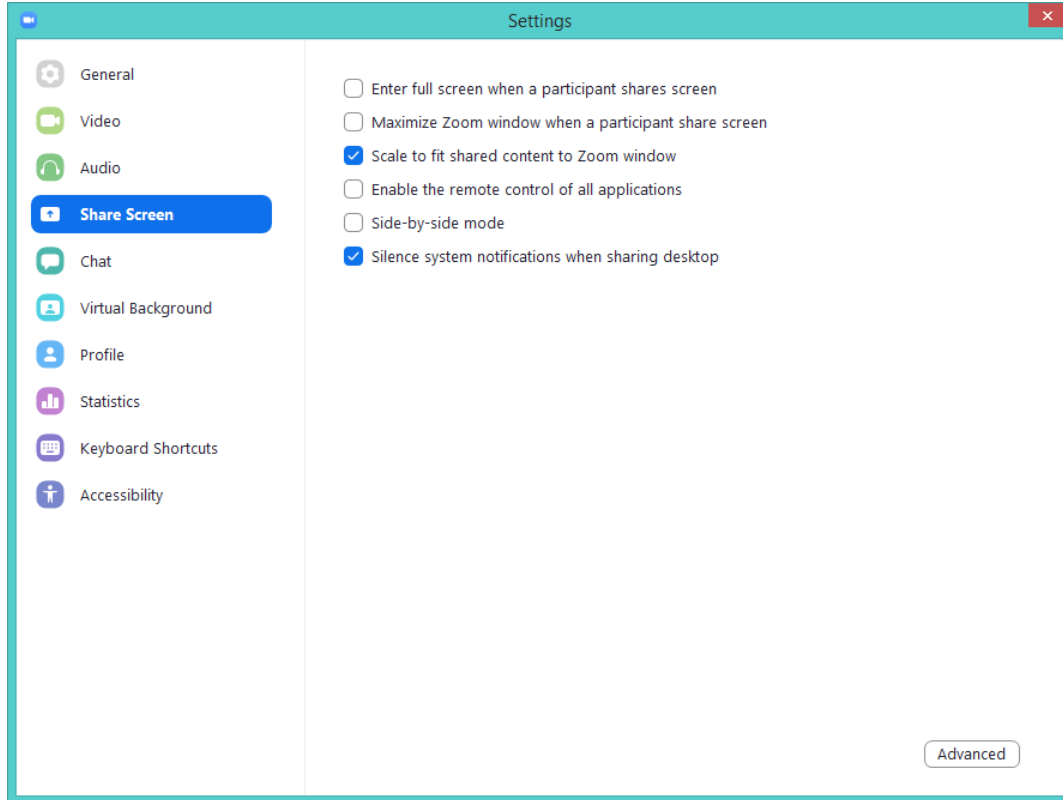 Settings
General
Video
Audio
Share Screen
Chat
Virtual Background
Profile
Statistics
Keyboard Shortcuts
Accessibility
Enter full screen when a participant shares screen
Maximize Zoom window when a participant share screen
Scale to fit shared content to Zoom window
Enable the remote control of all applications
Side-by-side mode
Silence system notifications when sharing desktop
Advanced